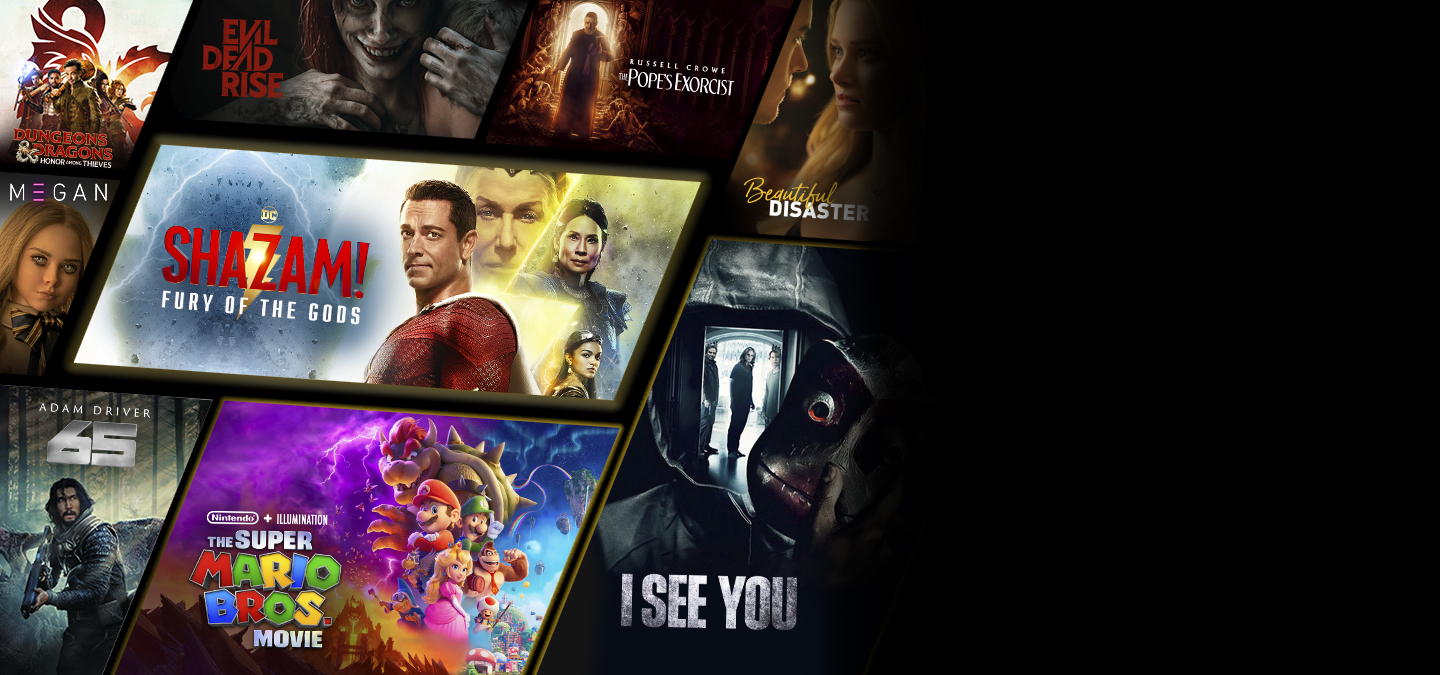 EVIL
DEAD
RISE
RUSSELL CROWE
THE POPE'S EXORCIST
DUNGEONS
& DRAGONS
HONOR AMONG THIEVES
MEGAN
Beautiful
DISASTER
DC
SHAZAM!
FURY OF THE GODS
ADAM DRIVER
65
Nintendo + ILLUMINATION
THE SUPER
MARIO
BROS.
MOVIE
I SEE YOU